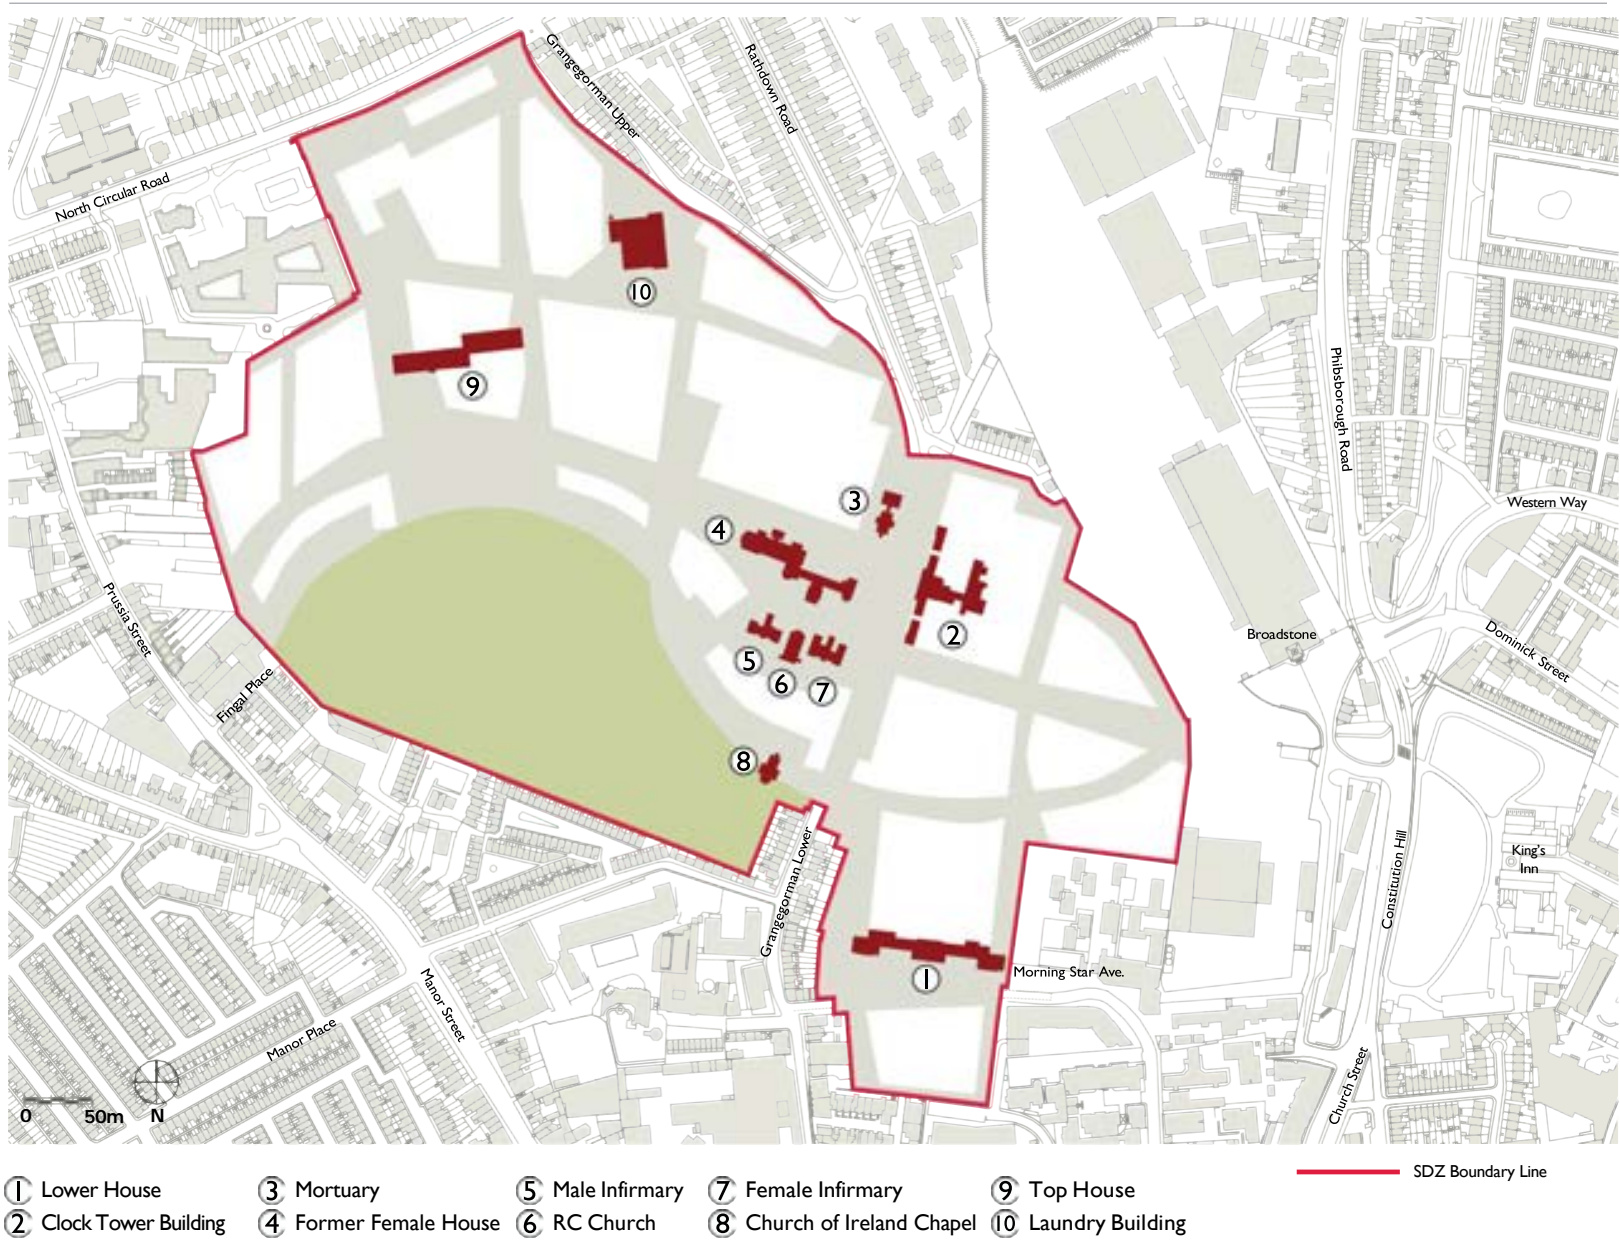 Grangegorman Upper
Rathdown Road
North Circular Road
10
9
Phibsborough Road
3
Western Way
4
Prussia Street
2
Broadstone
Dominick Street
5
6
7
Fingal Place
8
Grangegorman Lower
Constitution Hill
King's
Inn
1
Morning Star Ave.
Manor Street
Manor Place
Church Street
0 50m N
SDZ Boundary Line
1 Lower House
2 Clock Tower Building
3 Mortuary
4 Former Female House
5 Male Infirmary
6 RC Church
7 Female Infirmary
8 Church of Ireland Chapel
9 Top House
10 Laundry Building